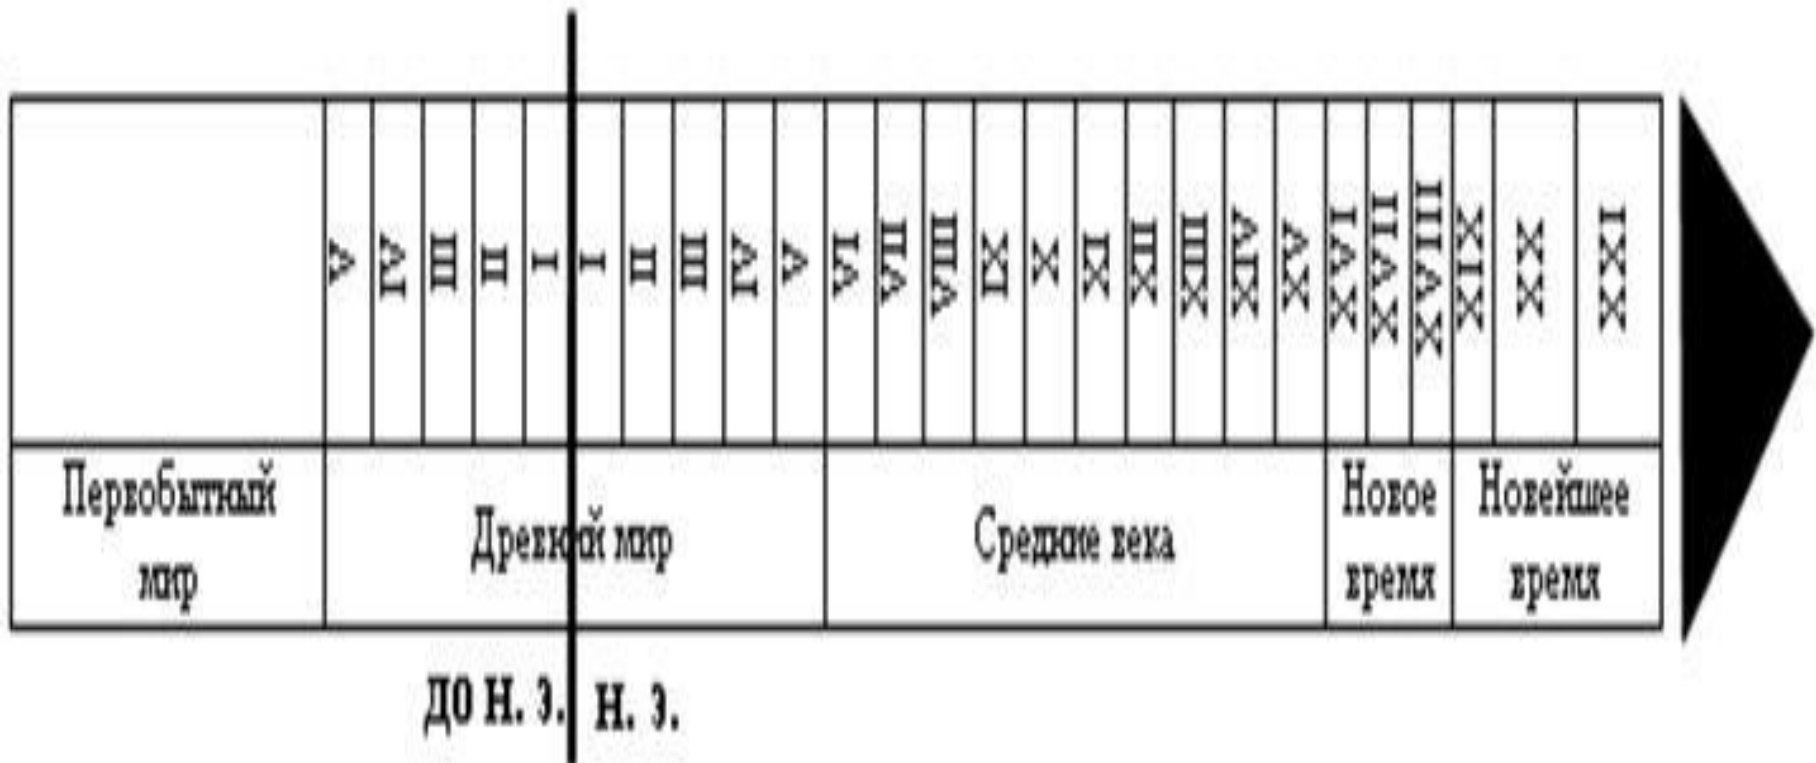 V IV III II I I II III IV V VI VII VIII IX X XI XII XIII XIV XV XVI XVII XVIII XIX XX XXI
Первобытный
мир
Древний мир
Средние века
Новое
время
Новейшее
время
ДО Н. Э. Н. Э.